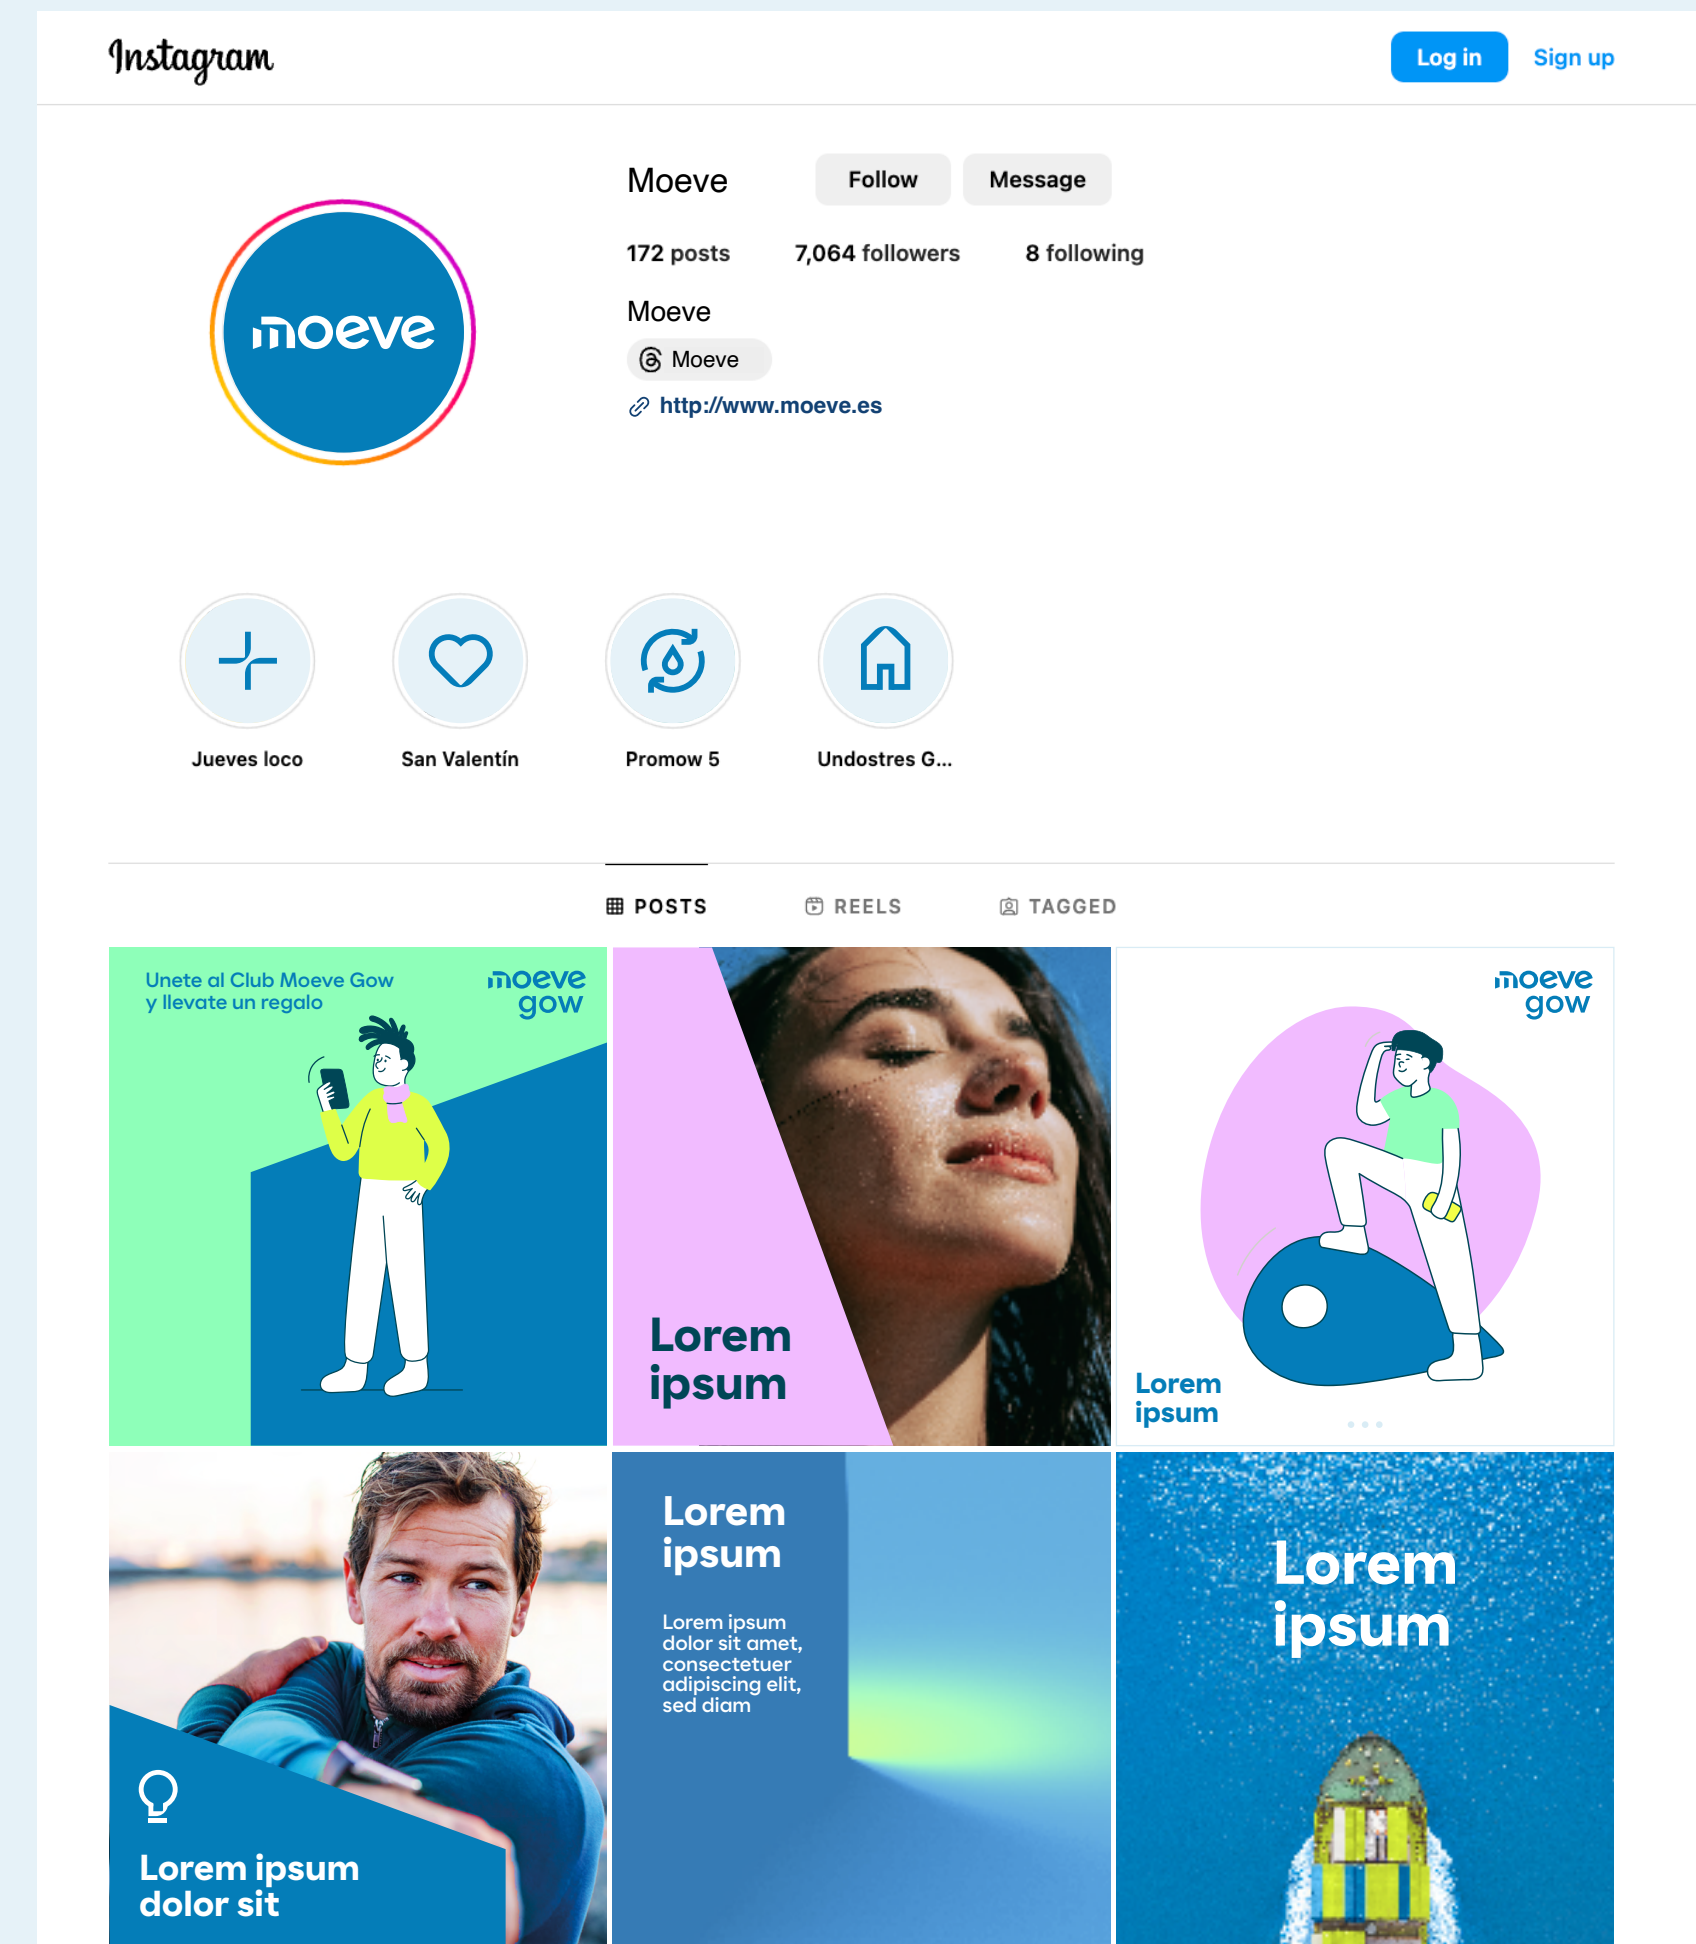 Instagram
Log in
Sign up
Moeve
Follow
Message
172 posts
7,064 followers
8 following
moeve
Moeve
Moeve
http://www.moeve.es
Jueves loco
San Valentín
Promow 5
Undostres G...
POSTS
REELS
TAGGED
Unete al Club Moeve Gow
y llevate un regalo
moeve
gow
Lorem
ipsum
moeve
gow
Lorem
ipsum
Lorem ipsum
dolor sit
Lorem
ipsum
Lorem ipsum
dolor sit amet,
consectetuer
adipiscing elit,
sed diam
Lorem
ipsum